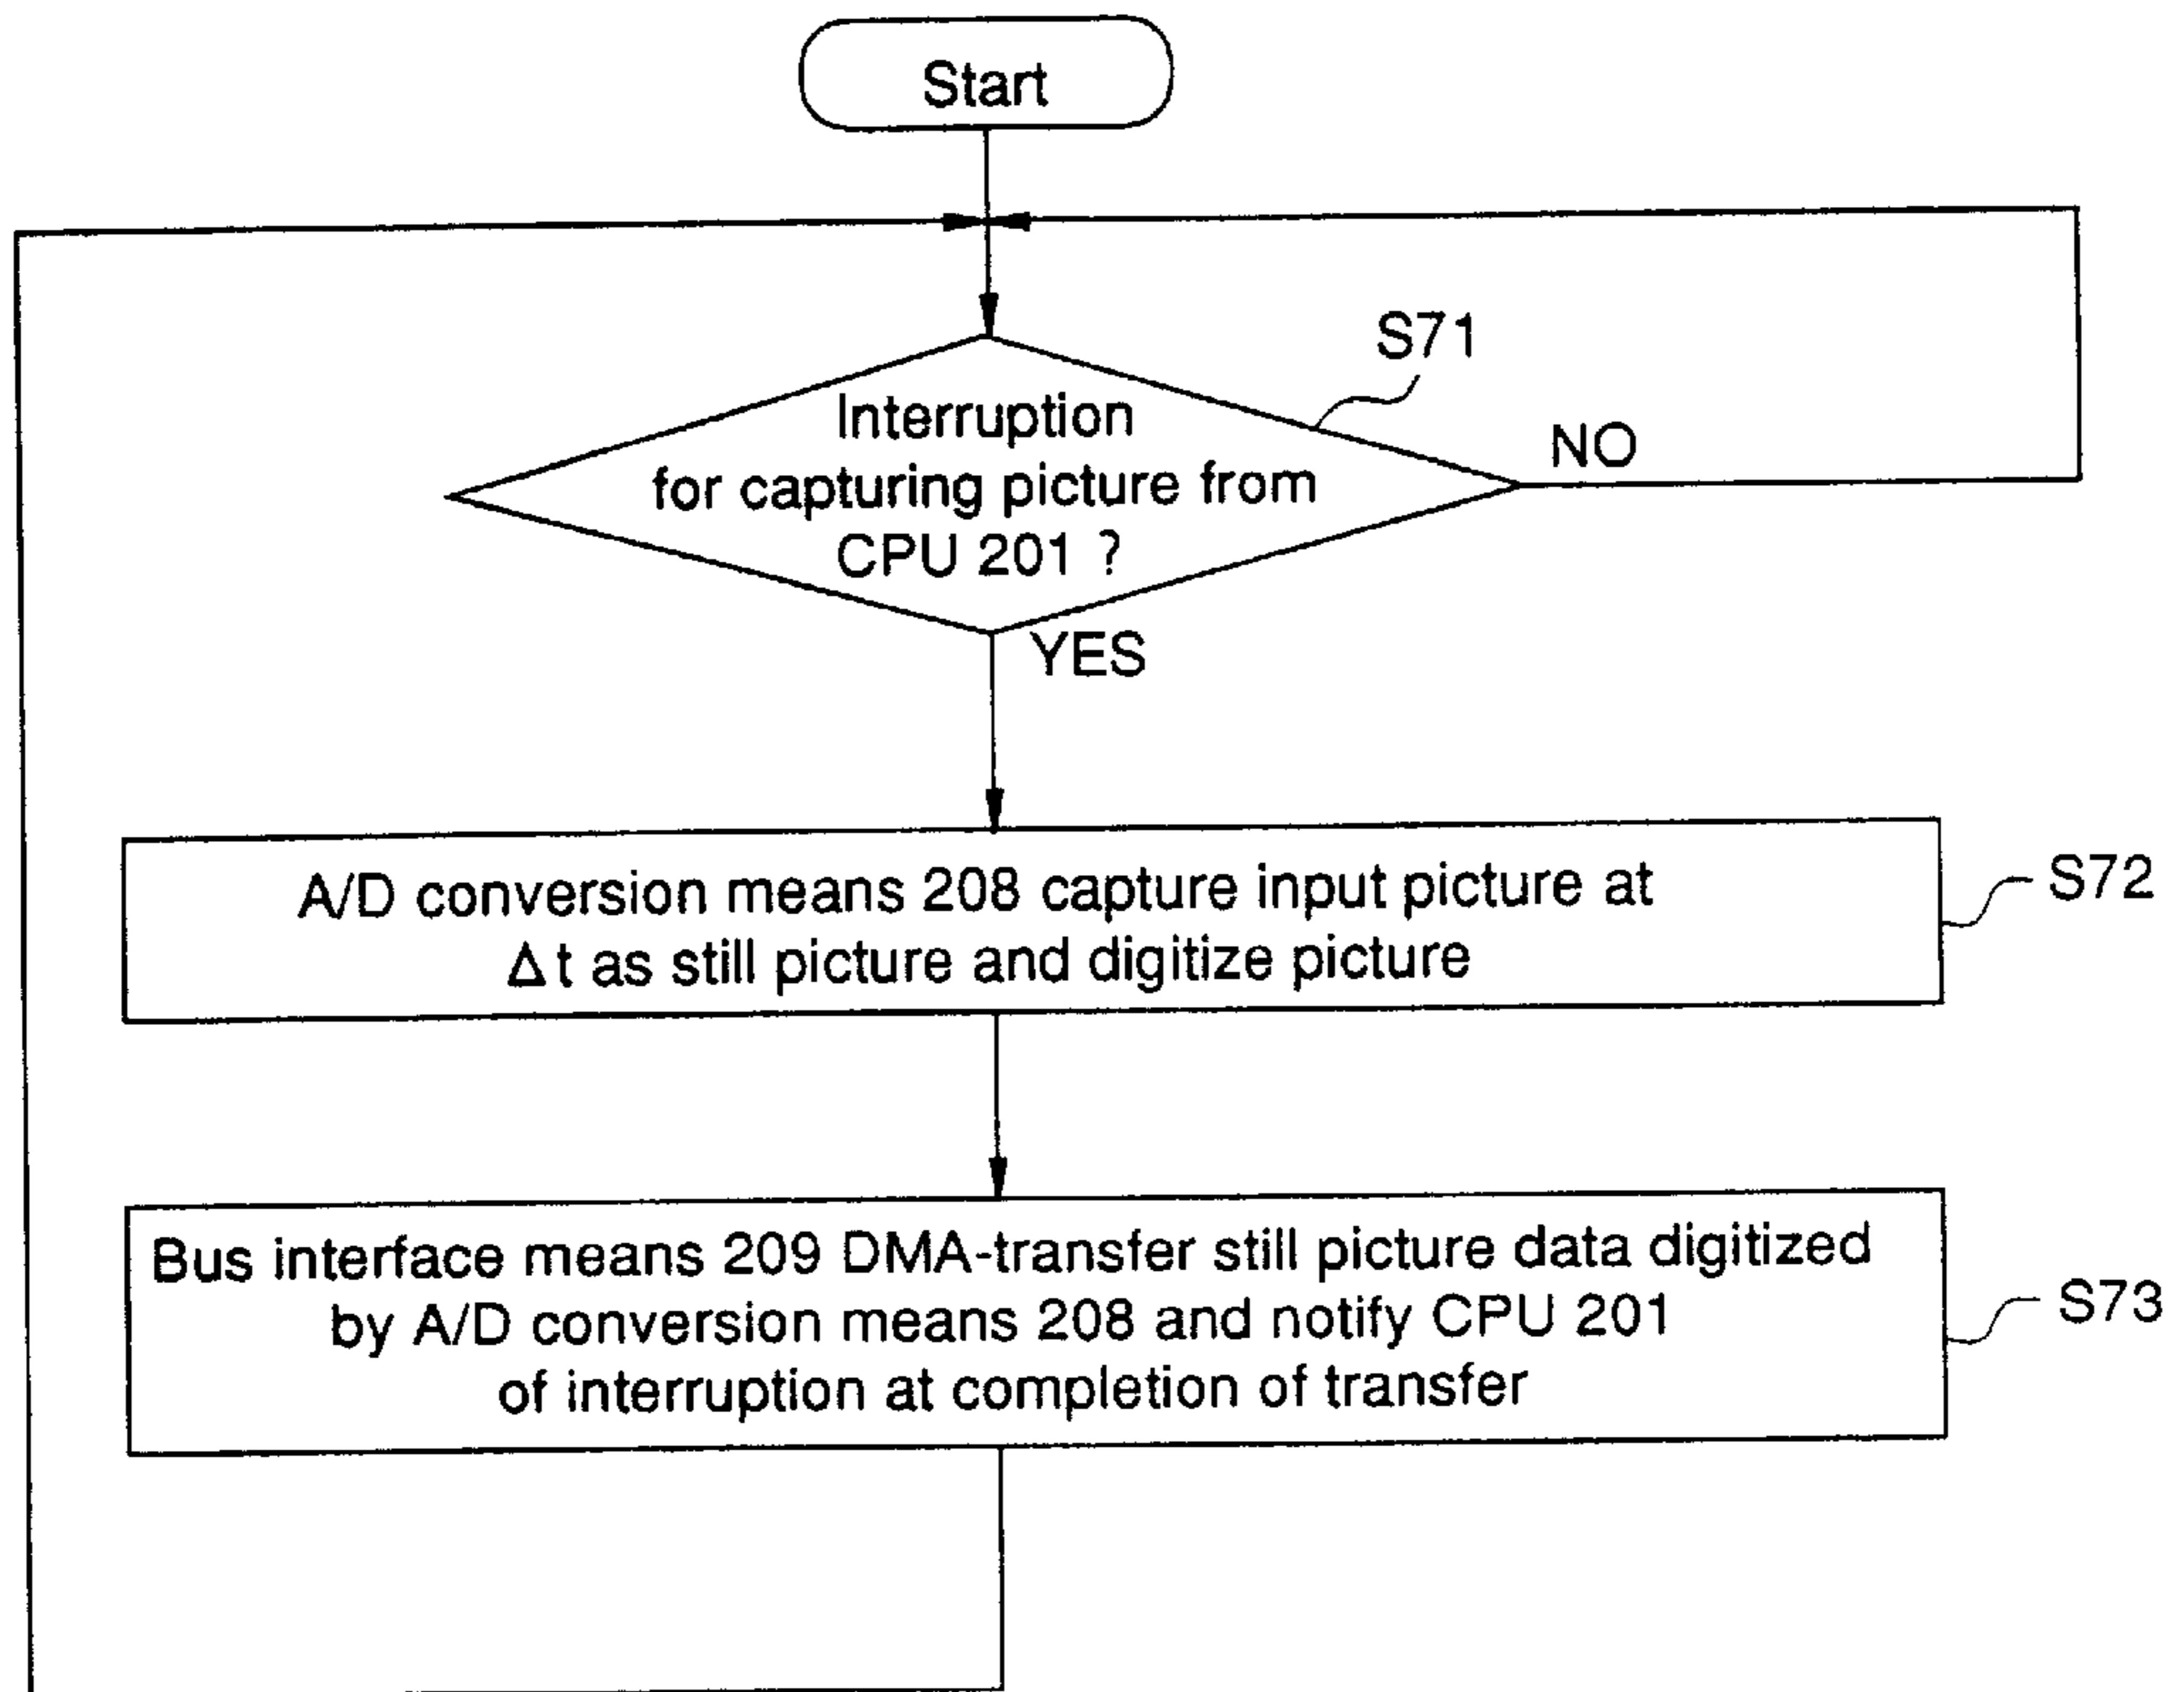 Start
S71
Interruption
for capturing picture from
CPU 201 ?
NO
YES
A/D conversion means 208 capture input picture at
Δt as still picture and digitize picture
S72
Bus interface means 209 DMA-transfer still picture data digitized
by A/D conversion means 208 and notify CPU 201
of interruption at completion of transfer
S73